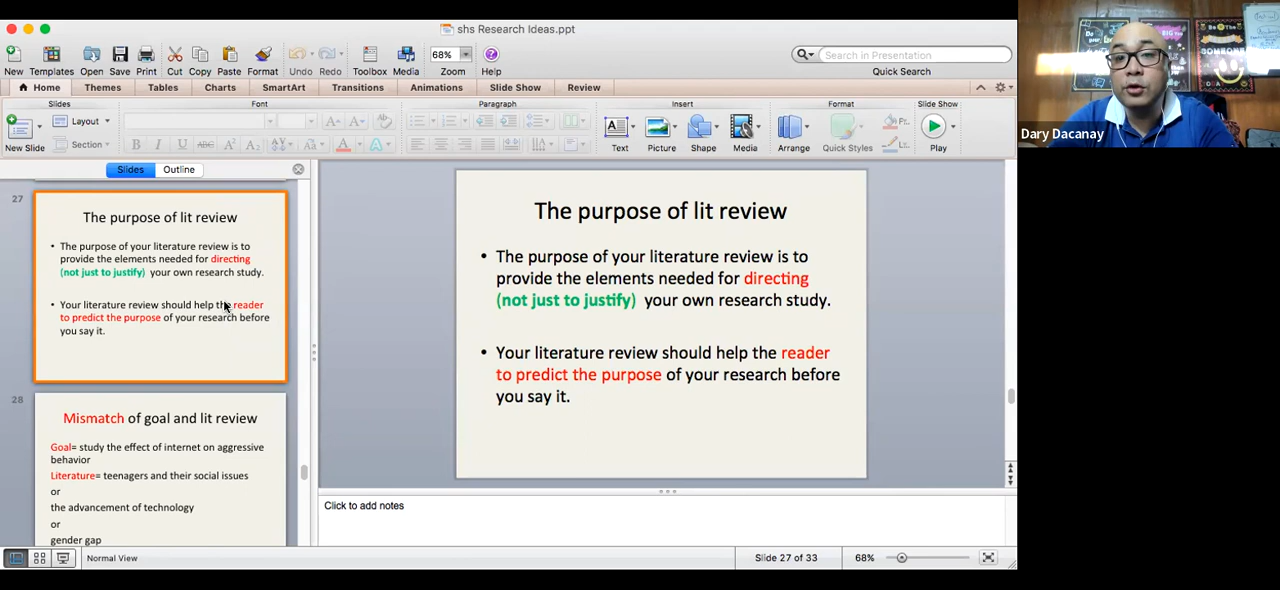 shs Research Ideas.ppt
New Templates Open Save Print Cut Copy Paste Format Undo Redo Toolbox Media Zoom Help
68%
Search in Presentation
Quick Search
Home Themes Tables Charts SmartArt Transitions Animations Slide Show Review
Slides Font Paragraph Insert Format Slide Show
Layout
Section
New Slide
Text Picture Shape Media Arrange Quick Styles Play
Slides Outline
27
The purpose of lit review
• The purpose of your literature review is to
provide the elements needed for directing
(not just to justify) your own research study.
• Your literature review should help the reader
to predict the purpose of your research before
you say it.
28
Mismatch of goal and lit review
Goal= study the effect of internet on aggressive
behavior
Literature= teenagers and their social issues
or
the advancement of technology
or
gender gap
The purpose of lit review
• The purpose of your literature review is to
provide the elements needed for directing
(not just to justify) your own research study.
• Your literature review should help the reader
to predict the purpose of your research before
you say it.
Click to add notes
Normal View
Slide 27 of 33
68%
Dary Dacanay